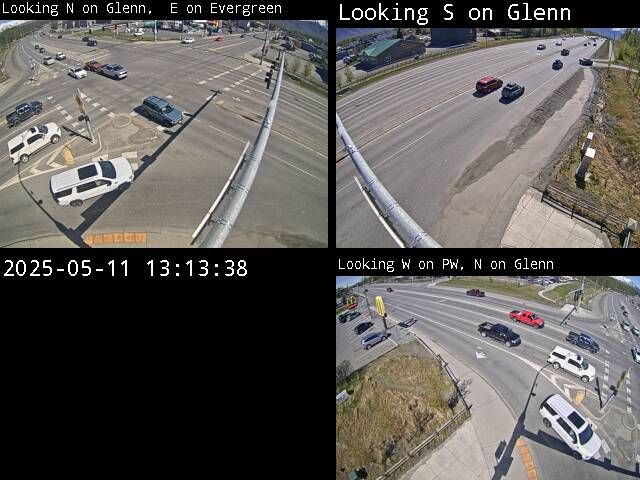 Looking N on Glenn,  E on Evergreen
Looking S on Glenn
2025-05-11 13:13:38
Looking W on PW, N on Glenn